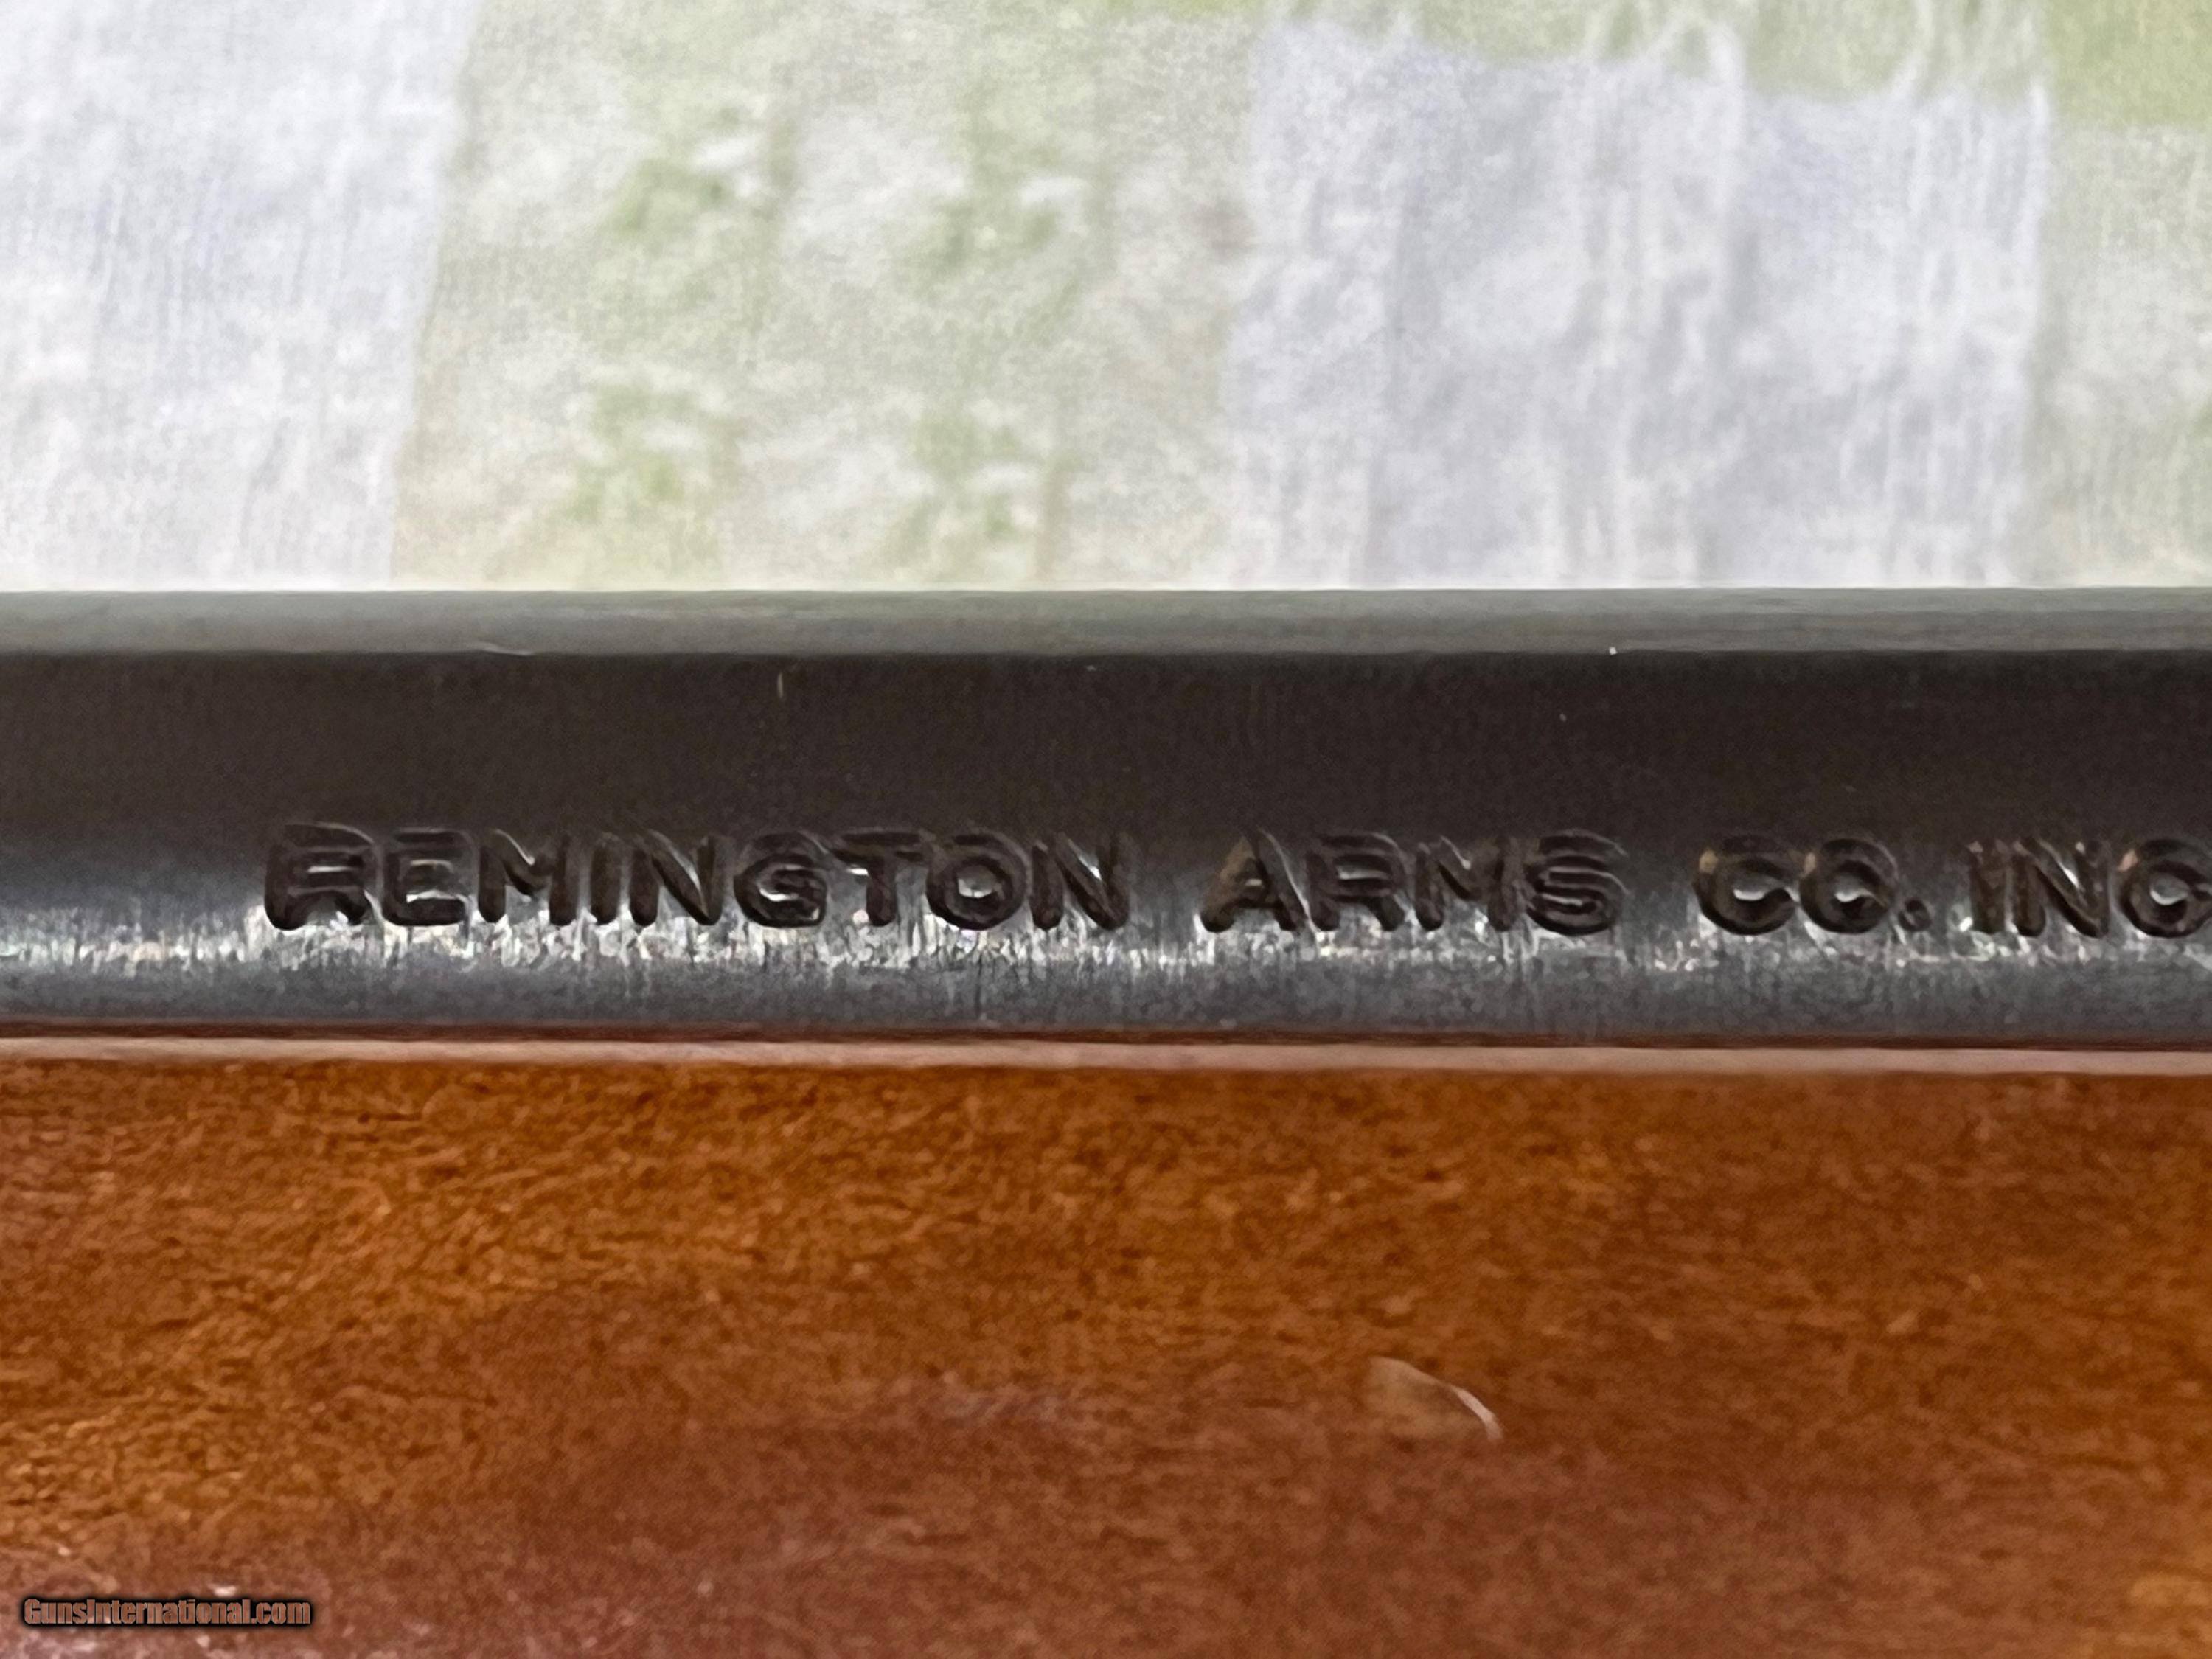 REMINGTON ARMS CO. INC
GunsInternational.com